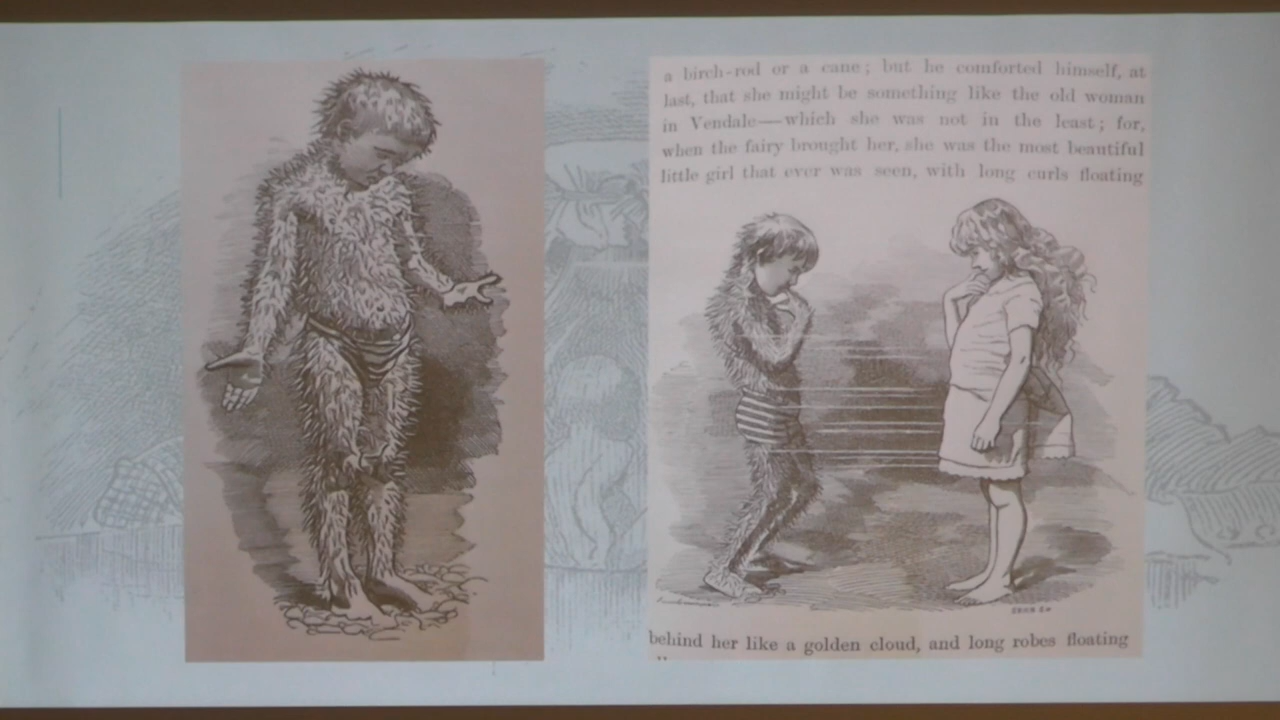 a birch-rod or a cane; but he comforted himself, at
last, that she might be something like the old woman
in Vendale—which she was not in the least; for,
when the fairy brought her, she was the most beautiful
little girl that ever was seen, with long curls floating
behind her like a golden cloud, and long robes floating